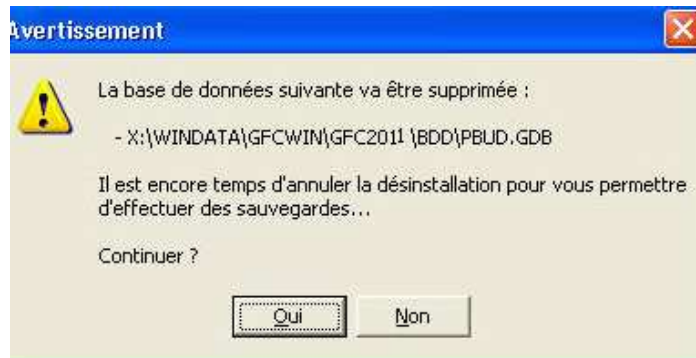 Avertissement
La base de données suivante va être supprimée :
- X:\WINDATA\GFCWIN\GFC2011 \BDD\PBUD.GDB
Il est encore temps d'annuler la désinstallation pour vous permettre
d'effectuer des sauvegardes...
Continuer ?
Oui
Non